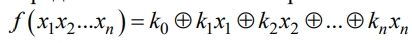 f(x₁x₂...xₙ) = k₀ ⊕ k₁x₁ ⊕ k₂x₂ ⊕ ... ⊕ kₙxₙ